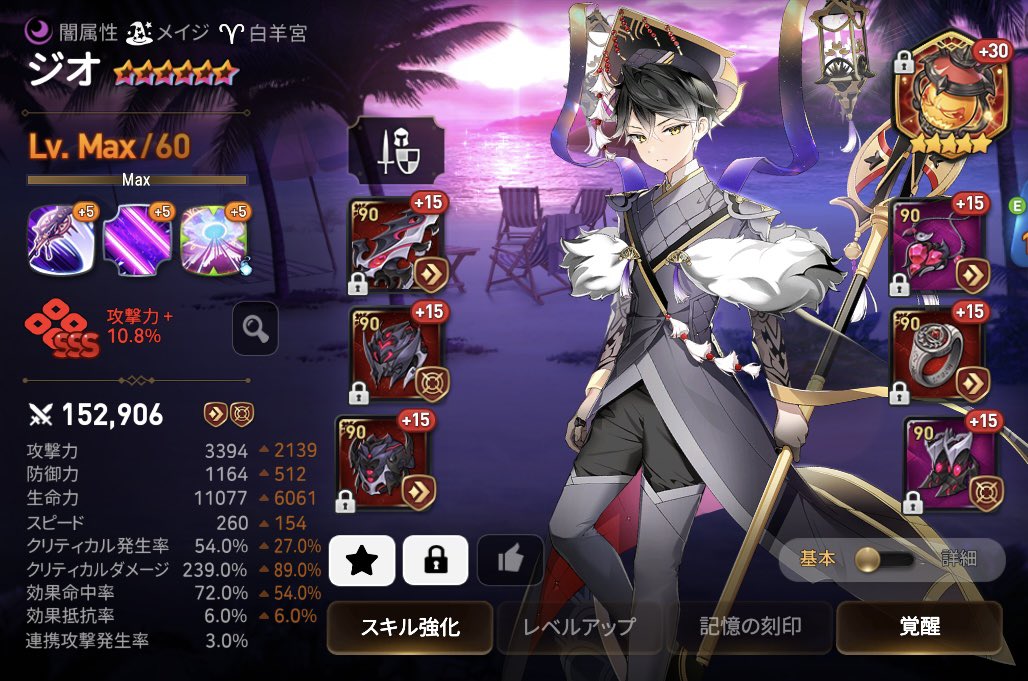 闇属性 メイジ 白羊宮
ジオ
Lv. Max/60
Max
+5 +5 +5
SSS 攻撃力+
10.8%
152,906
攻撃力 3394 2139
防御力 1164 512
生命力 11077 6061
スピード 260 154
クリティカル発生率 54.0% 27.0%
クリティカルダメージ 239.0% 89.0%
効果命中率 72.0% 54.0%
効果抵抗率 6.0% 6.0%
連携攻撃発生率 3.0%
90 +15
90 +15
90 +15
+30
90 +15
90 +15
90 +15
E
基本 詳細
スキル強化 レベルアップ 記憶の刻印 覚醒